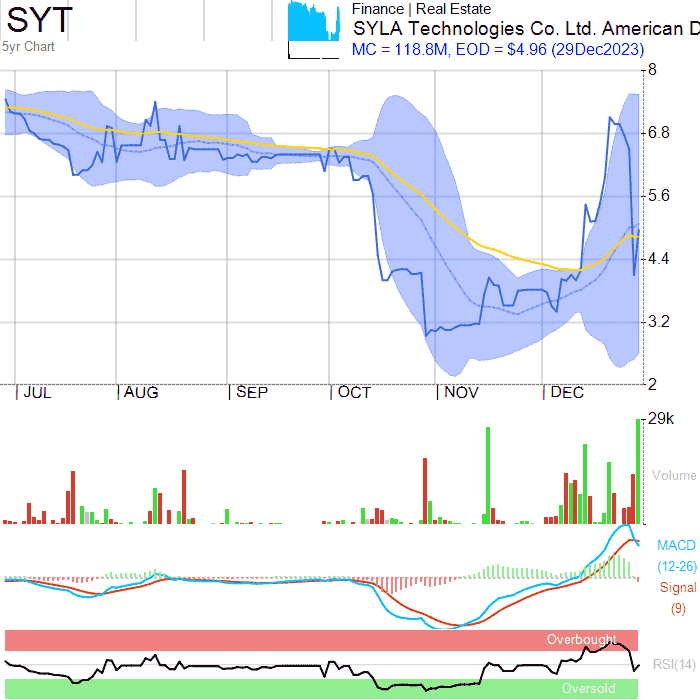 SYT
5yr Chart
Finance | Real Estate
SYLA Technologies Co. Ltd. American D
MC = 118.8M, EOD = $4.96 (29Dec2023)
8
6.8
5.6
4.4
3.2
2
JUL
AUG
SEP
OCT
NOV
DEC
29k
Volume
MACD
(12-26)
Signal
(9)
Overbought
RSI(14)
Oversold